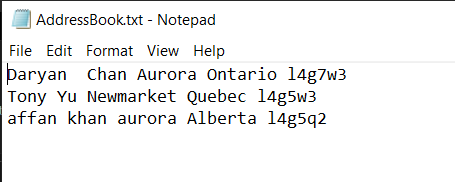 AddressBook.txt - Notepad
File Edit Format View Help
Daryan  Chan Aurora Ontario l4g7w3
Tony Yu Newmarket Quebec l4g5w3
affan khan aurora Alberta l4g5q2